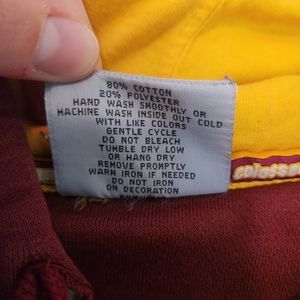 80% COTTON
20% POLYESTER
HAND WASH SMOOTHLY OR
MACHINE WASH INSIDE OUT COLD
WITH LIKE COLORS
GENTLE CYCLE
DO NOT BLEACH
TUMBLE DRY LOW
OR HANG DRY
REMOVE PROMPTLY
WARM IRON IF NEEDED
DO NOT IRON
ON DECORATION